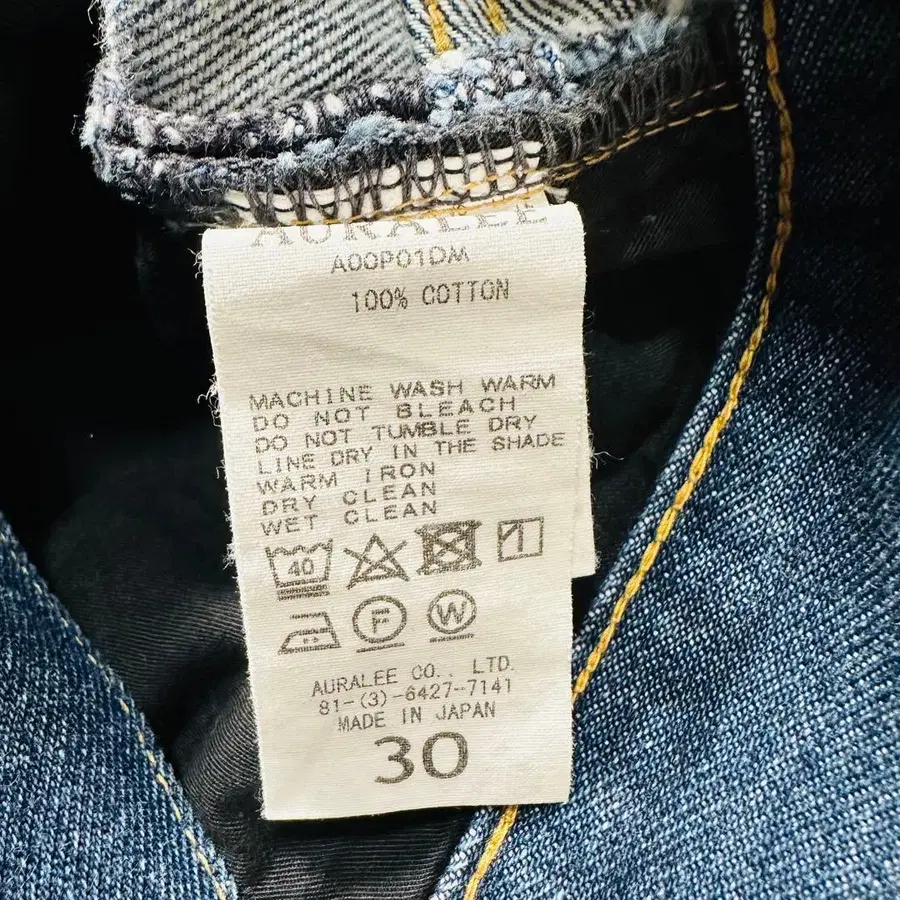 AURALEE
A00P01DM
100% COTTON
MACHINE WASH WARM
DO NOT BLEACH
DO NOT TUMBLE DRY
LINE DRY IN THE SHADE
WARM IRON
DRY CLEAN
WET CLEAN
40
F W
AURALEE CO., LTD.
81-(3)-6427-7141
MADE IN JAPAN
30